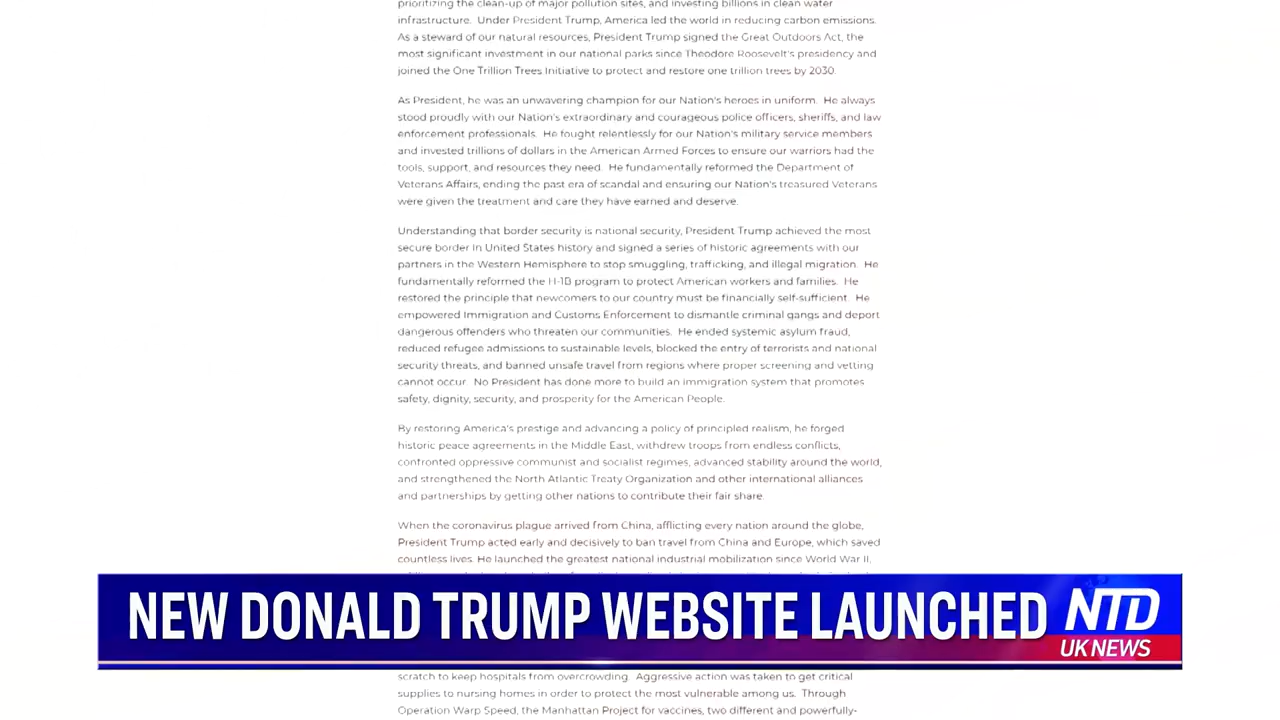 prioritizing the clean-up of major pollution sites, and investing billions in clean water
infrastructure. Under President Trump, America led the world in reducing carbon emissions.
As a steward of our natural resources, President Trump signed the Great Outdoors Act, the
most significant investment in our national parks since Theodore Roosevelt's presidency and
joined the One Trillion Trees Initiative to protect and restore one trillion trees by 2030.
As President, he was an unwavering champion for our Nation's heroes in uniform. He always
stood proudly with our Nation's extraordinary and courageous police officers, sheriffs, and law
enforcement professionals. He fought relentlessly for our Nation's military service members
and invested trillions of dollars in the American Armed Forces to ensure our warriors had the
tools, support, and resources they need. He fundamentally reformed the Department of
Veterans Affairs, ending the past era of scandal and ensuring our Nation's treasured Veterans
were given the treatment and care they have earned and deserve.
Understanding that border security is national security, President Trump achieved the most
secure border in United States history and signed a series of historic agreements with our
partners in the Western Hemisphere to stop smuggling, trafficking, and illegal migration. He
fundamentally reformed the H-1B program to protect American workers and families. He
restored the principle that newcomers to our country must be financially self-sufficient. He
empowered Immigration and Customs Enforcement to dismantle criminal gangs and deport
dangerous offenders who threaten our communities. He ended systemic asylum fraud,
reduced refugee admissions to sustainable levels, blocked the entry of terrorists and national
security threats, and banned unsafe travel from regions where proper screening and vetting
cannot occur. No President has done more to build an immigration system that promotes
safety, dignity, security, and prosperity for the American People.
By restoring America's prestige and advancing a policy of principled realism, he forged
historic peace agreements in the Middle East, withdrew troops from endless conflicts,
confronted oppressive communist and socialist regimes, advanced stability around the world,
and strengthened the North Atlantic Treaty Organization and other international alliances
and partnerships by getting other nations to contribute their fair share.
When the coronavirus plague arrived from China, afflicting every nation around the globe,
President Trump acted early and decisively to ban travel from China and Europe, which saved
countless lives. He launched the greatest national industrial mobilization since World War II,
NEW DONALD TRUMP WEBSITE LAUNCHED
NTD
UK NEWS
scratch to keep hospitals from overcrowding. Aggressive action was taken to get critical
supplies to nursing homes in order to protect the most vulnerable among us. Through
Operation Warp Speed, the Manhattan Project for vaccines, two different and powerfully-